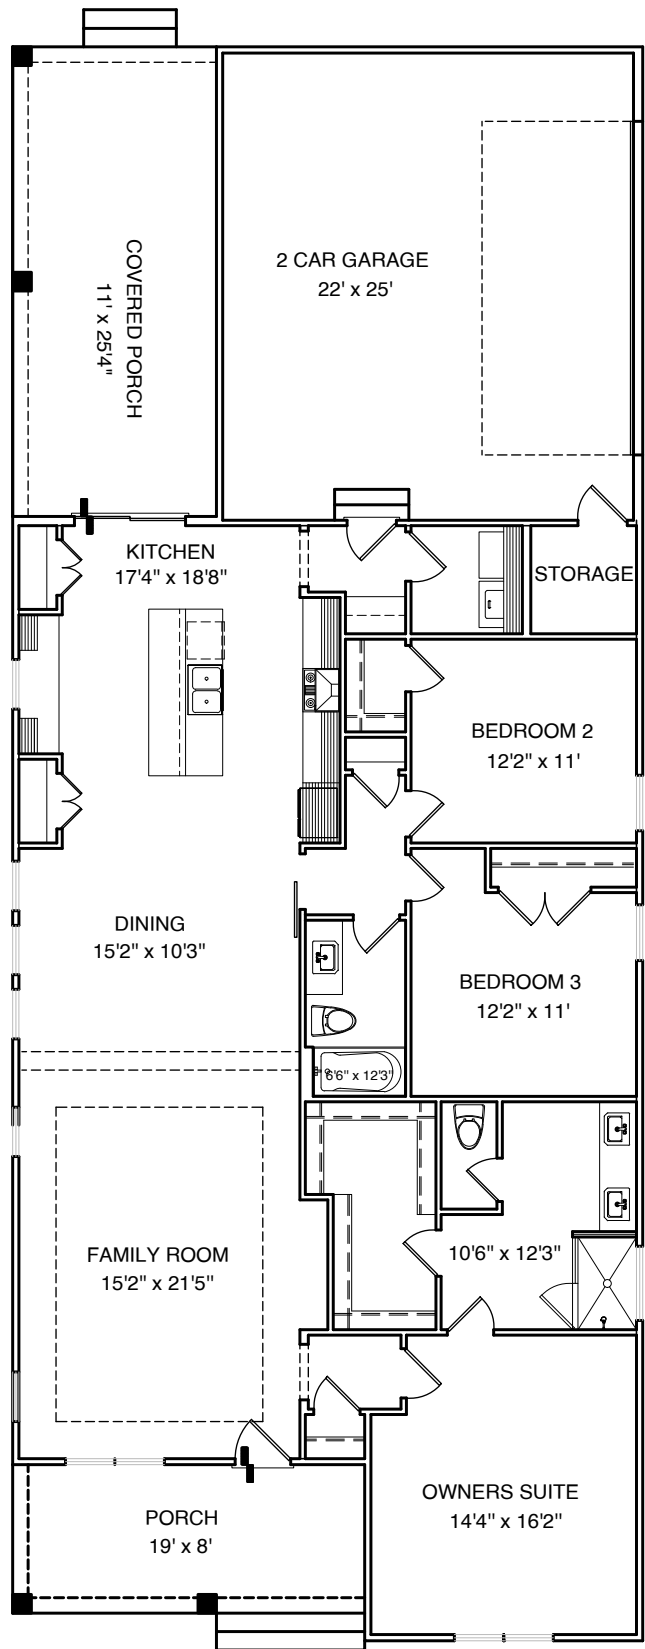 2 CAR GARAGE
22' x 25'
COVERED PORCH
11' x 25'4"
KITCHEN
17'4" x 18'8"
STORAGE
BEDROOM 2
12'2" x 11'
DINING
15'2" x 10'3"
BEDROOM 3
12'2" x 11'
6'6" x 12'3"
FAMILY ROOM
15'2" x 21'5"
10'6" x 12'3"
OWNERS SUITE
14'4" x 16'2"
PORCH
19' x 8'